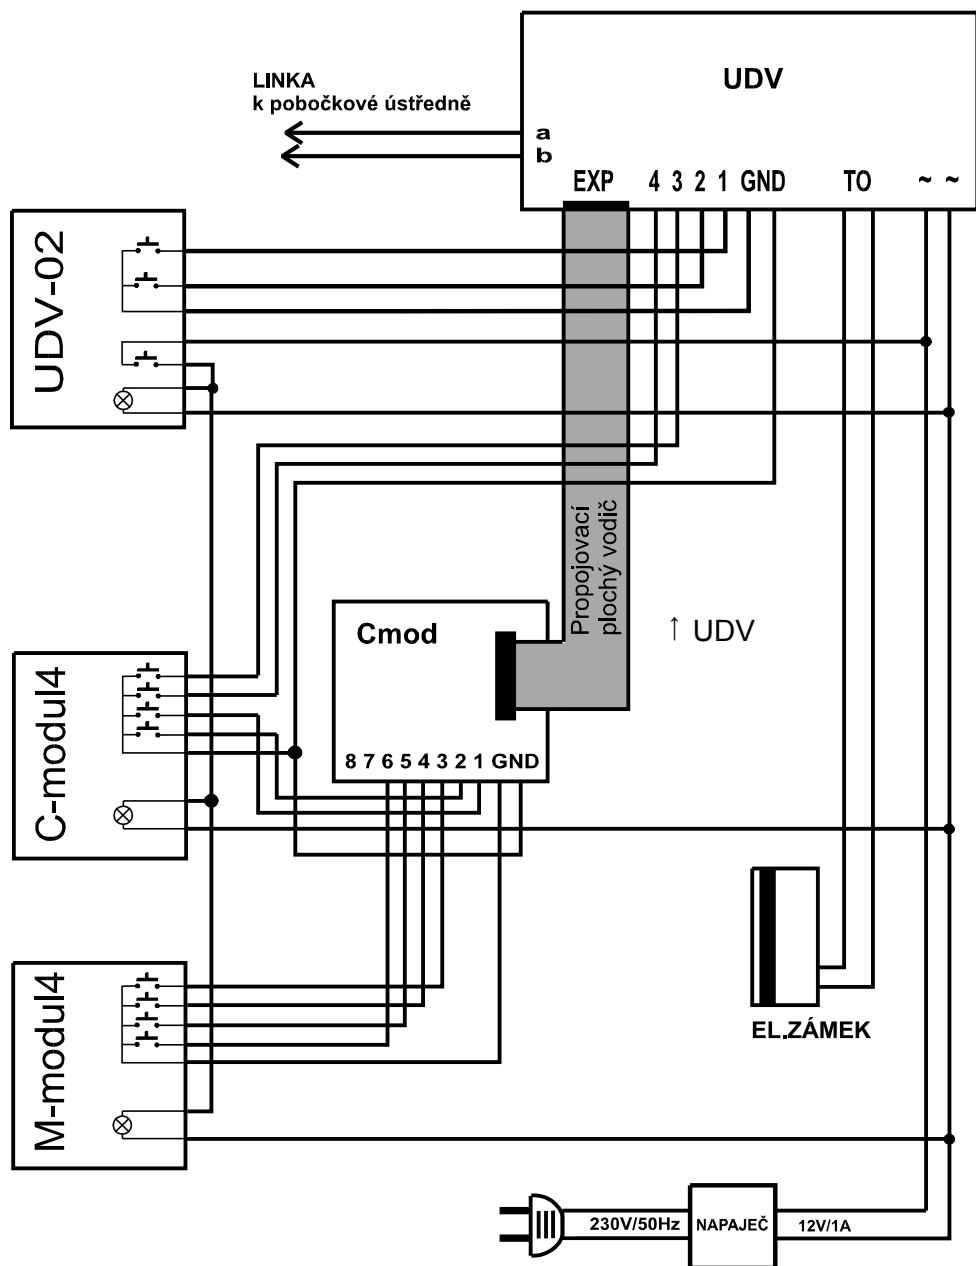 UDV
LINKA
k pobočkové ústředně
a
b
EXP 4 3 2 1 GND TO ~ ~
UDV-02
Propojovací
plochý vodič
↑ UDV
Cmod
8 7 6 5 4 3 2 1 GND
C-modul4
EL.ZÁMEK
M-modul4
230V/50Hz NAPAJEČ 12V/1A